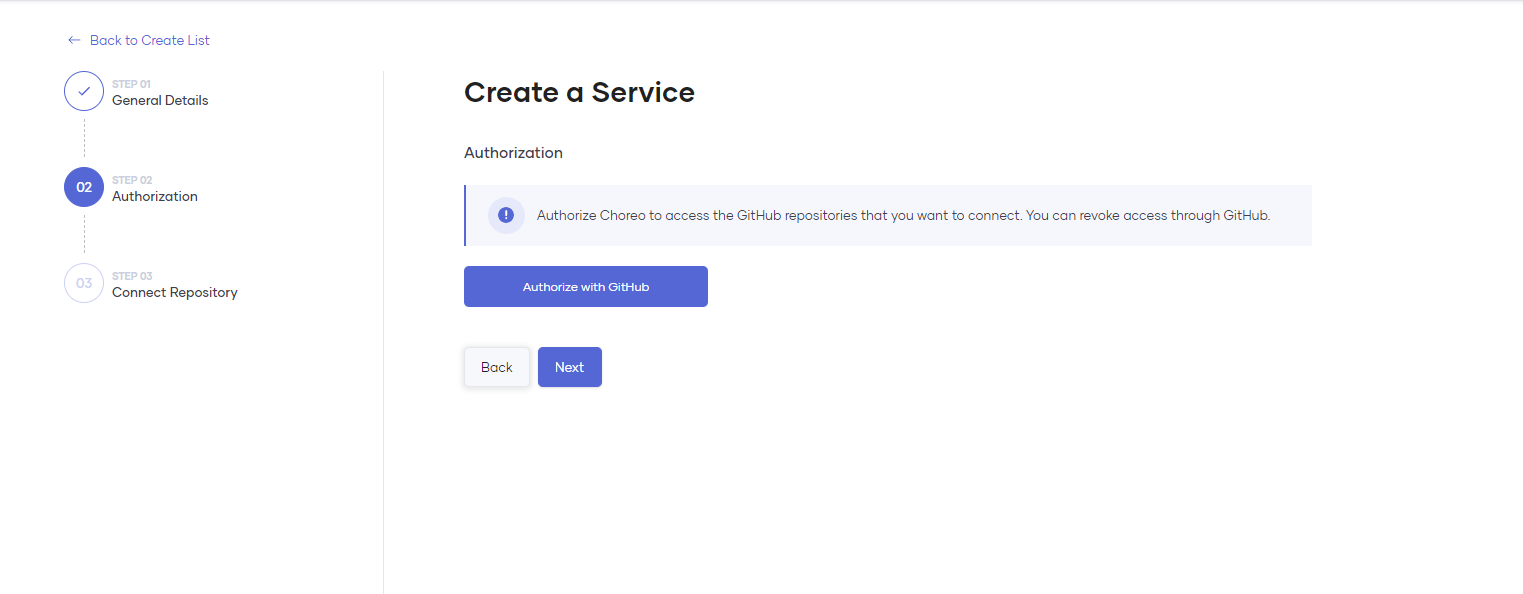 Back to Create List
STEP 01
General Details
02
STEP 02
Authorization
03
STEP 03
Connect Repository
Create a Service
Authorization
Authorize Choreo to access the GitHub repositories that you want to connect. You can revoke access through GitHub.
Authorize with GitHub
Back
Next